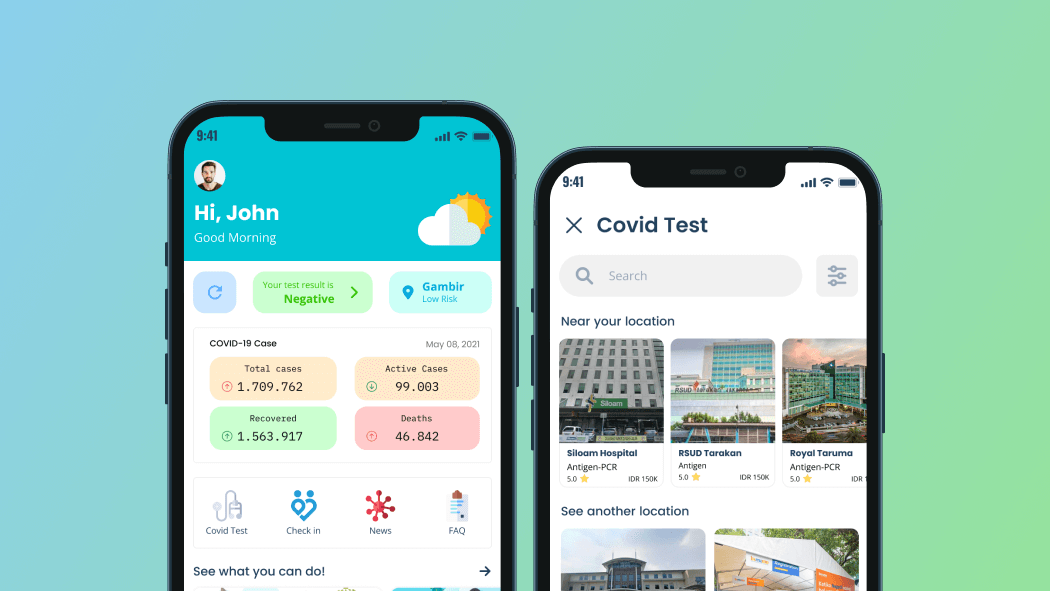 9:41
Hi, John
Good Morning
Your test result is
Negative
Gambir
Low Risk
COVID-19 Case
May 08, 2021
Total cases
1.709.762
Active Cases
99.003
Recovered
1.563.917
Deaths
46.842
Covid Test
Check in
News
FAQ
See what you can do!
9:41
Covid Test
Search
Near your location
Siloam
RSUD TARAKAN
Siloam Hospital
Antigen-PCR
5.0
IDR 150K
RSUD Tarakan
Antigen
5.0
IDR 150K
Royal Taruma
Antigen-PCR
5.0
IDR 1
See another location